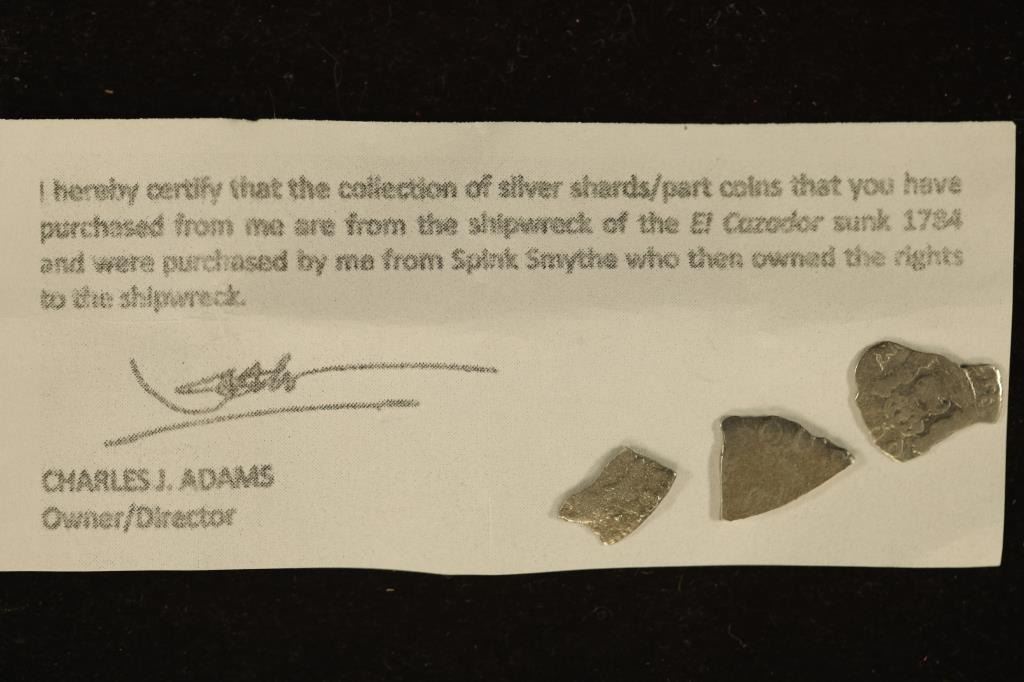 I hereby certify that the collection of silver shards/part coins that you have
purchased from me are from the shipwreck of the El Cazador sunk 1784
and were purchased by me from Spink Smythe who then owned the rights
to the shipwreck.
CHARLES J. ADAMS
Owner/Director